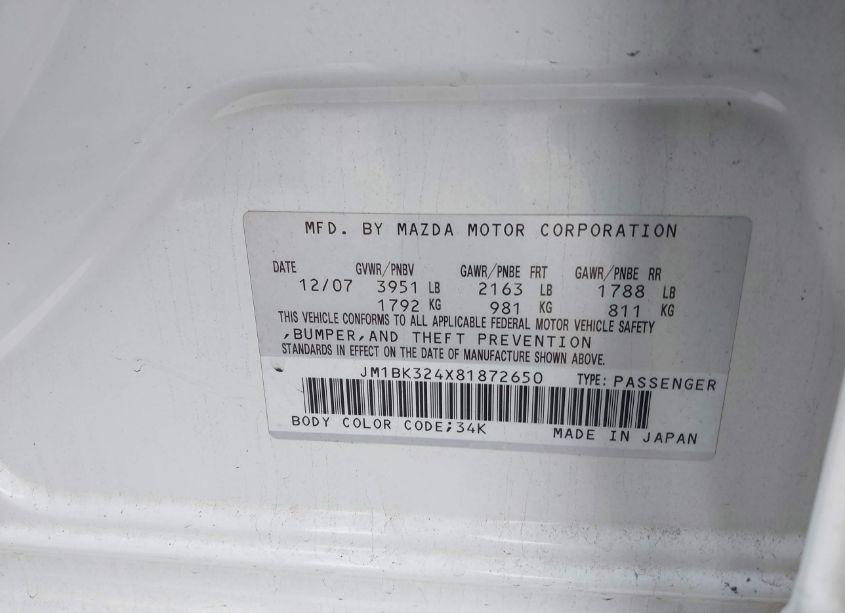 MFD. BY MAZDA MOTOR CORPORATION
DATE GVWR/PNBV GAWR/PNBE FRT GAWR/PNBE RR
12/07 3951 LB 2163 LB 1788 LB
1792 KG 981 KG 811 KG
THIS VEHICLE CONFORMS TO ALL APPLICABLE FEDERAL MOTOR VEHICLE SAFETY
,BUMPER,AND THEFT PREVENTION
STANDARDS IN EFFECT ON THE DATE OF MANUFACTURE SHOWN ABOVE.
JM1BK324X81872650 TYPE: PASSENGER
BODY COLOR CODE;34K MADE IN JAPAN